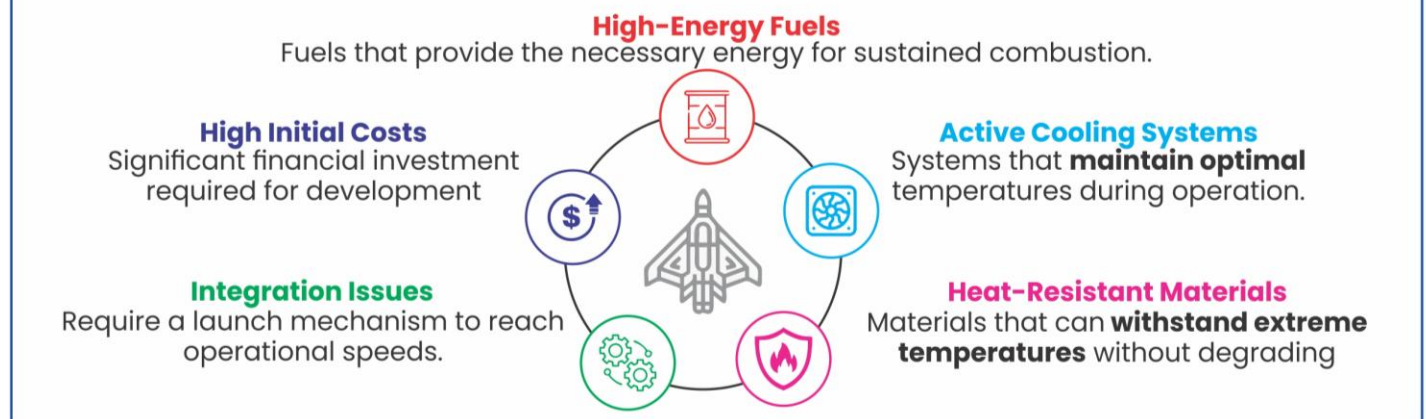 High-Energy Fuels
Fuels that provide the necessary energy for sustained combustion.
High Initial Costs
Significant financial investment
required for development
$
Active Cooling Systems
Systems that maintain optimal
temperatures during operation.
Integration Issues
Require a launch mechanism to reach
operational speeds.
Heat-Resistant Materials
Materials that can withstand extreme
temperatures without degrading